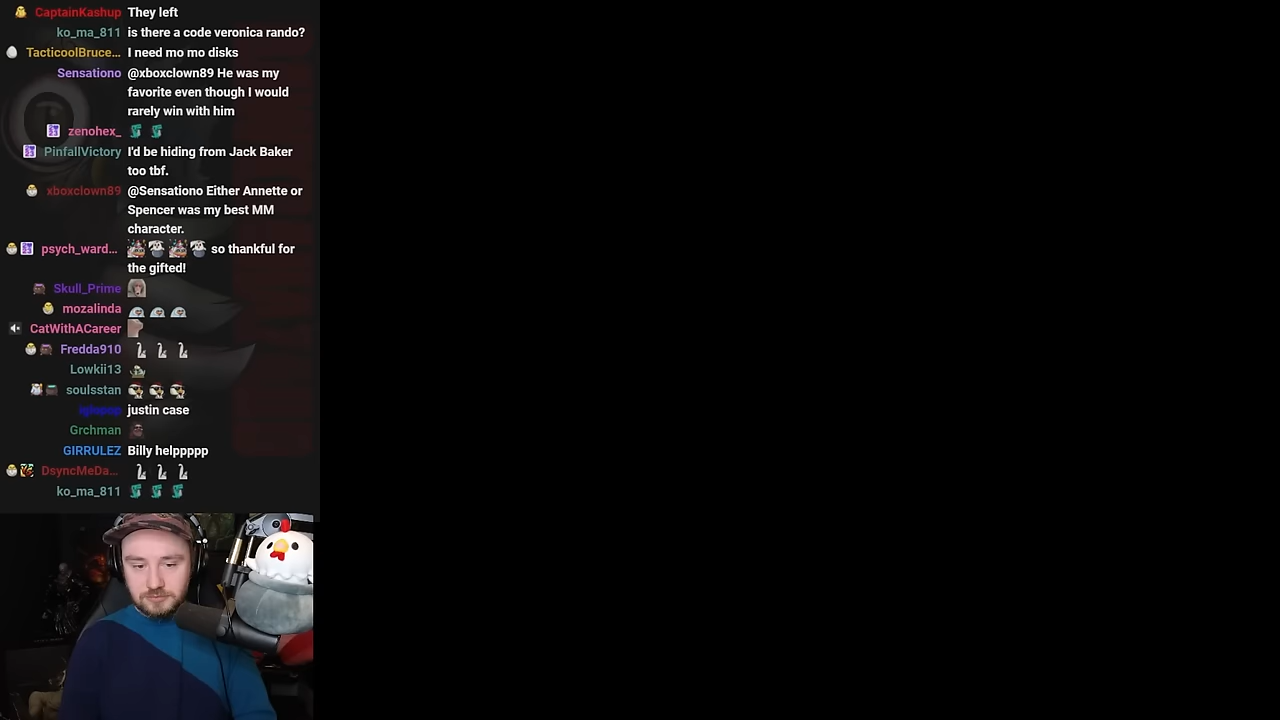 CaptainKashup They left
ko_ma_811 is there a code veronica rando?
TacticoolBruce... I need mo mo disks
Sensationo @xboxclown89 He was my
favorite even though I would
rarely win with him
zenohex_
PinfallVictory I'd be hiding from Jack Baker
too tbf.
xboxclown89 @Sensationo Either Annette or
Spencer was my best MM
character.
psych_ward... so thankful for
the gifted!
Skull_Prime
mozalinda
CatWithACareer
Fredda910
Lowkii13
soulsstan
justin case
Grchman
GIRRULEZ Billy helppppp
DsyncMeDa...
ko_ma_811